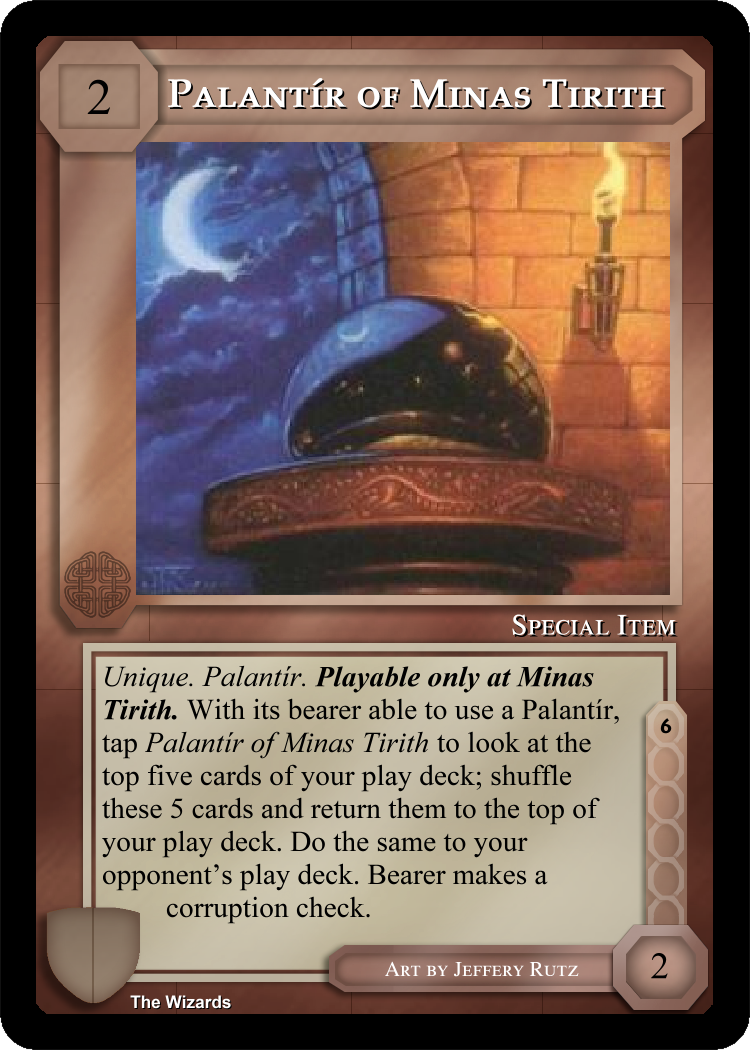 2
Palantír of Minas Tirith
Special Item
Unique. Palantír. Playable only at Minas
Tirith. With its bearer able to use a Palantír,
tap Palantír of Minas Tirith to look at the
top five cards of your play deck; shuffle
these 5 cards and return them to the top of
your play deck. Do the same to your
opponent’s play deck. Bearer makes a
corruption check.
6
Art by Jeffery Rutz
2
The Wizards